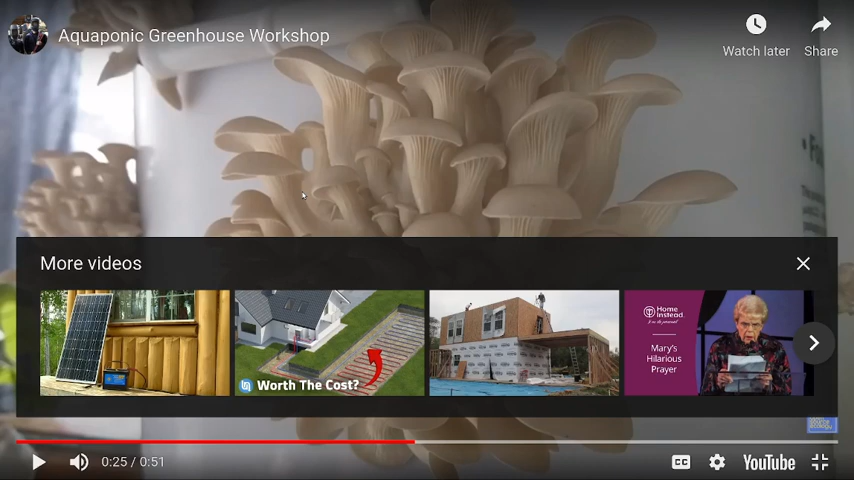 Aquaponic Greenhouse Workshop
Watch later
Share
More videos
Worth The Cost?
Home
Instead
Mary's
Hilarious
Prayer
0:25 / 0:51
CC
YouTube